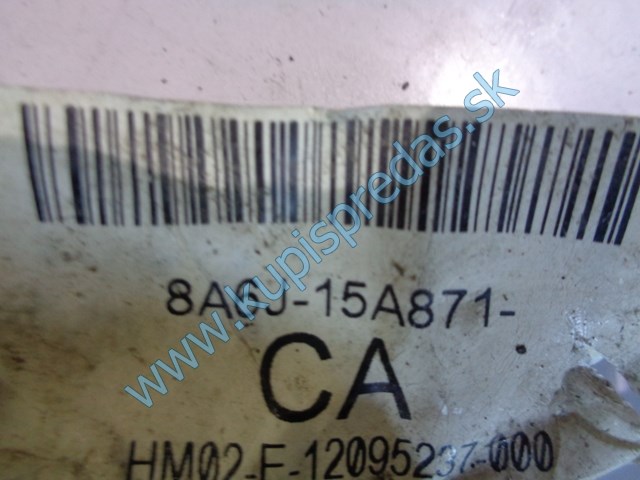 8A6J-15A871-
CA
HM02-F-12095237-000
www.kupispredas.sk